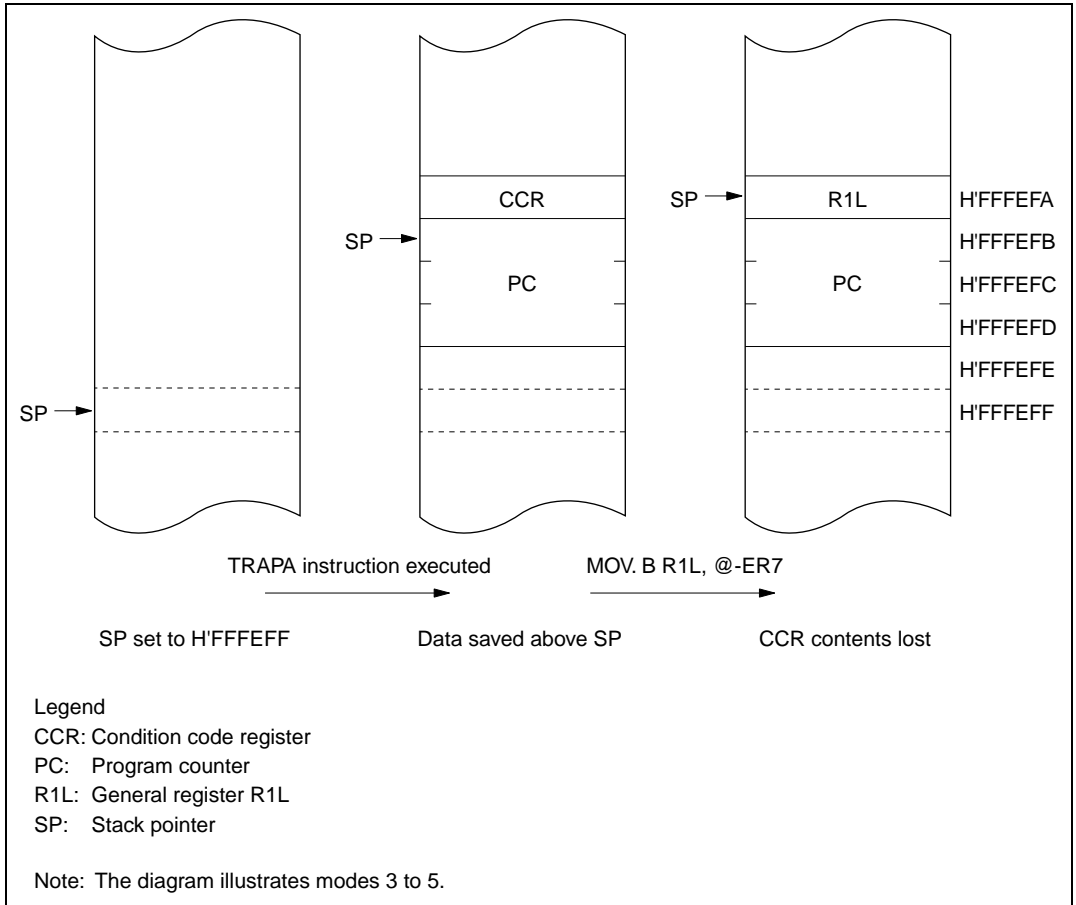 CCR
SP
R1L
H'FFFEFA
SP
H'FFFEFB
PC
PC
H'FFFEFC
H'FFFEFD
H'FFFEFE
SP
H'FFFEFF
TRAPA instruction executed
MOV. B R1L, @-ER7
SP set to H'FFFEFF
Data saved above SP
CCR contents lost
Legend
CCR: Condition code register
PC: Program counter
R1L: General register R1L
SP: Stack pointer
Note: The diagram illustrates modes 3 to 5.